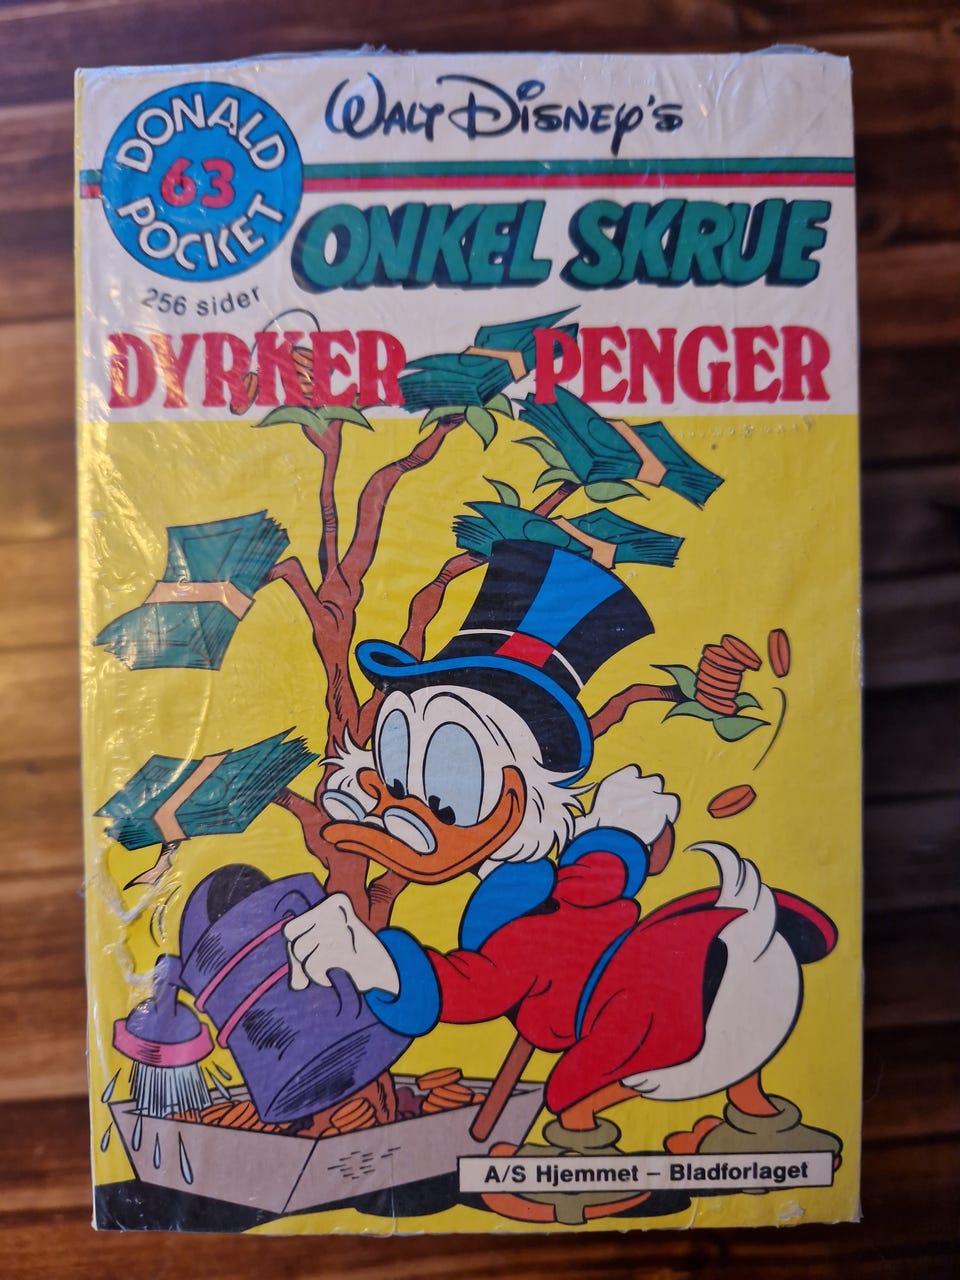 DONALD
63
POCKET
WALT DISNEY'S
ONKEL SKRUE
256 sider
DYRKER PENGER
A/S Hjemmet – Bladforlaget